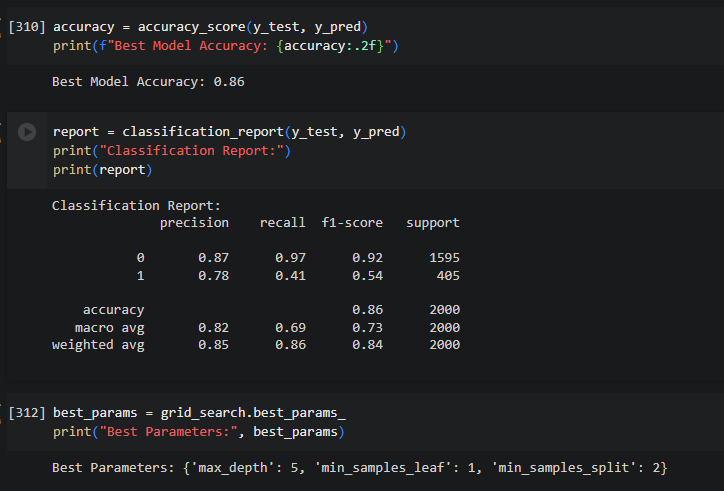 [310] accuracy = accuracy_score(y_test, y_pred)
print(f"Best Model Accuracy: {accuracy:.2f}")
Best Model Accuracy: 0.86
report = classification_report(y_test, y_pred)
print("Classification Report:")
print(report)
Classification Report:
precision recall f1-score support
0 0.87 0.97 0.92 1595
1 0.78 0.41 0.54 405
accuracy 0.86 2000
macro avg 0.82 0.69 0.73 2000
weighted avg 0.85 0.86 0.84 2000
[312] best_params = grid_search.best_params_
print("Best Parameters:", best_params)
Best Parameters: {'max_depth': 5, 'min_samples_leaf': 1, 'min_samples_split': 2}